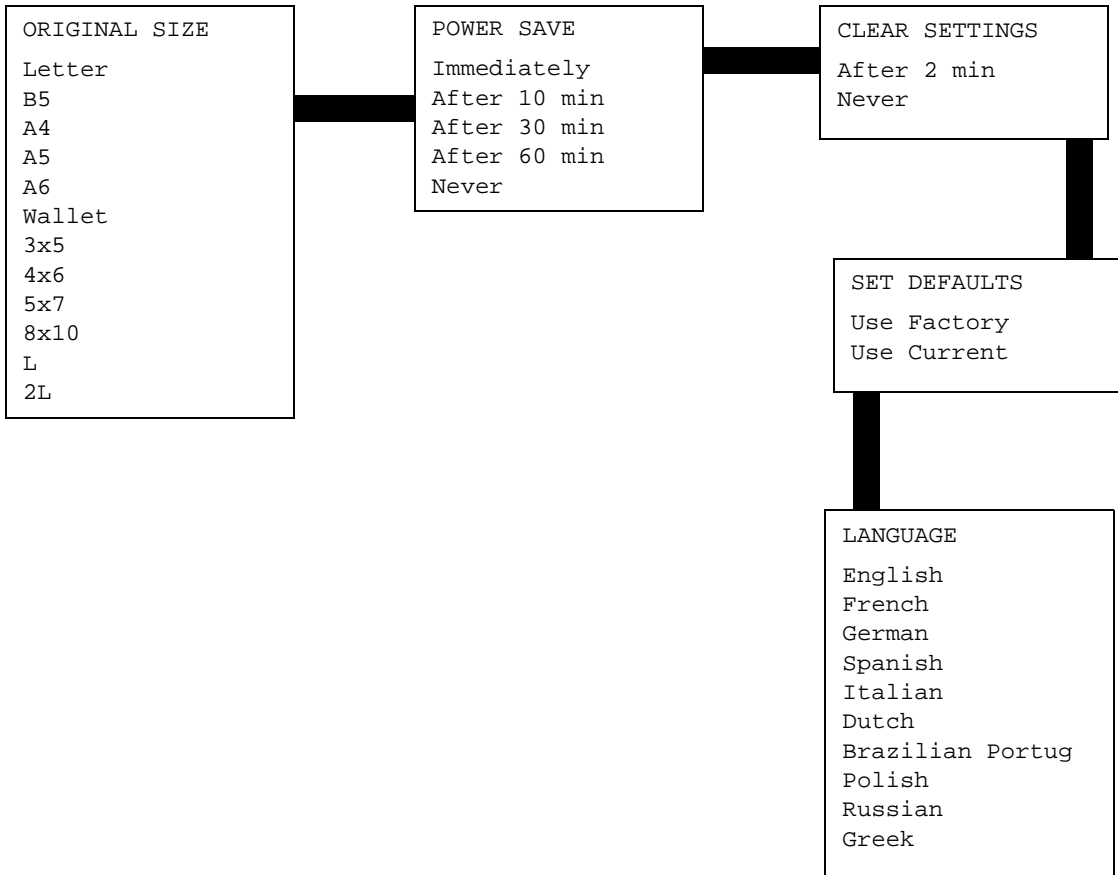 ORIGINAL SIZE
Letter
B5
A4
A5
A6
Wallet
3x5
4x6
5x7
8x10
L
2L
POWER SAVE
Immediately
After 10 min
After 30 min
After 60 min
Never
CLEAR SETTINGS
After 2 min
Never
SET DEFAULTS
Use Factory
Use Current
LANGUAGE
English
French
German
Spanish
Italian
Dutch
Brazilian Portug
Polish
Russian
Greek